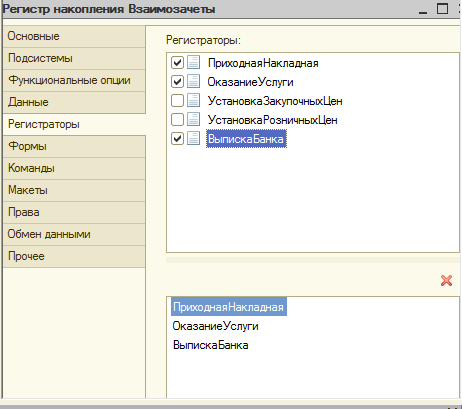 Регистр накопления Взаимозачеты
Основные
Подсистемы
Функциональные опции
Данные
Регистраторы
Формы
Команды
Макеты
Права
Обмен данными
Прочее
Регистраторы:
ПриходнаяНакладная
ОказаниеУслуги
УстановкаЗакупочныхЦен
УстановкаРозничныхЦен
ВыпискаБанка
ПриходнаяНакладная
ОказаниеУслуги
ВыпискаБанка